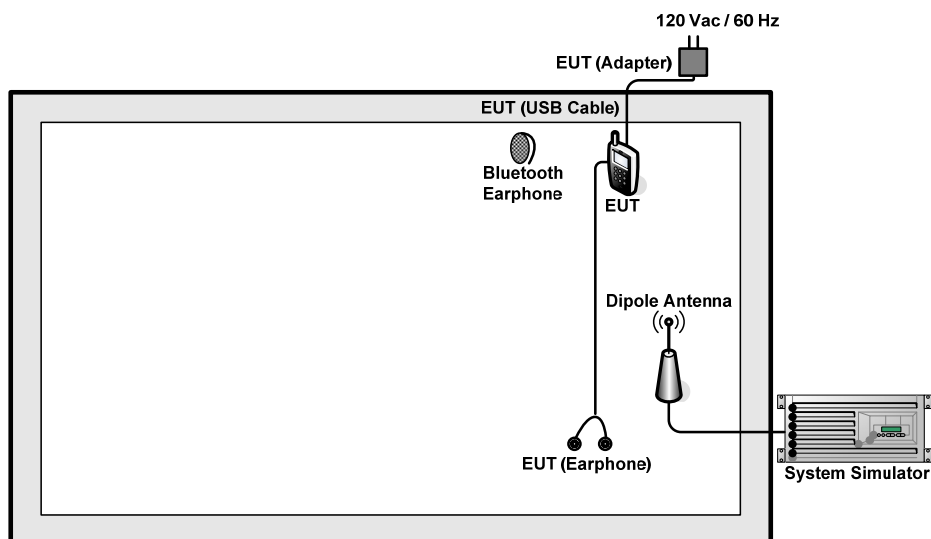 120 Vac / 60 Hz
EUT (Adapter)
EUT (USB Cable)
Bluetooth
Earphone
EUT
Dipole Antenna
EUT (Earphone)
System Simulator